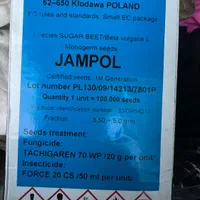 62-650 Kłodawa POLAND
rules and standards. Small EC package
Species SUGAR BEET/Beta vulgaris L.
Monogerm seeds
JAMPOL
Certified seeds, 1st Generation
Lot number PL130/09/14213/7801P
Quantity 1 unit = 100.000 seeds
Fraction 3,50 - 5,0 mm
Seeds treatment:
Fungicide:
TACHIGAREN 70 WP /20 g per unit
Insecticide:
FORCE 20 CS /50 ml per unit